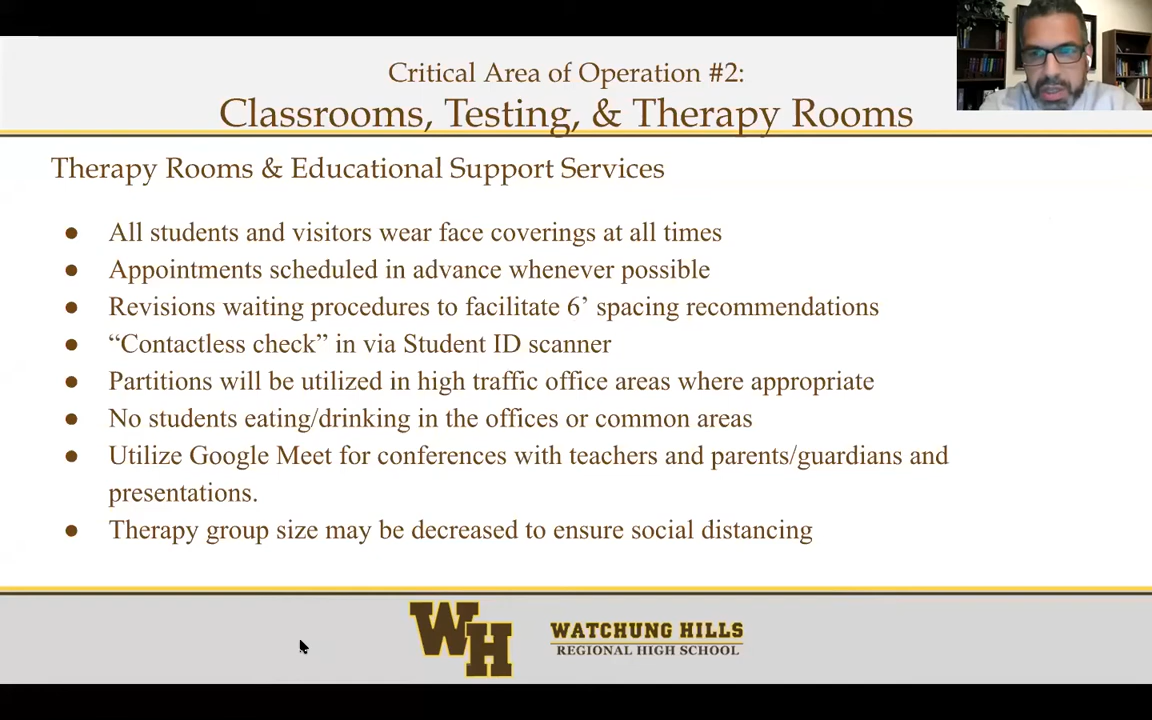 Critical Area of Operation #2:
Classrooms, Testing, & Therapy Rooms
Therapy Rooms & Educational Support Services
● All students and visitors wear face coverings at all times
● Appointments scheduled in advance whenever possible
● Revisions waiting procedures to facilitate 6’ spacing recommendations
● “Contactless check” in via Student ID scanner
● Partitions will be utilized in high traffic office areas where appropriate
● No students eating/drinking in the offices or common areas
● Utilize Google Meet for conferences with teachers and parents/guardians and
presentations.
● Therapy group size may be decreased to ensure social distancing
WH
WATCHUNG HILLS
REGIONAL HIGH SCHOOL